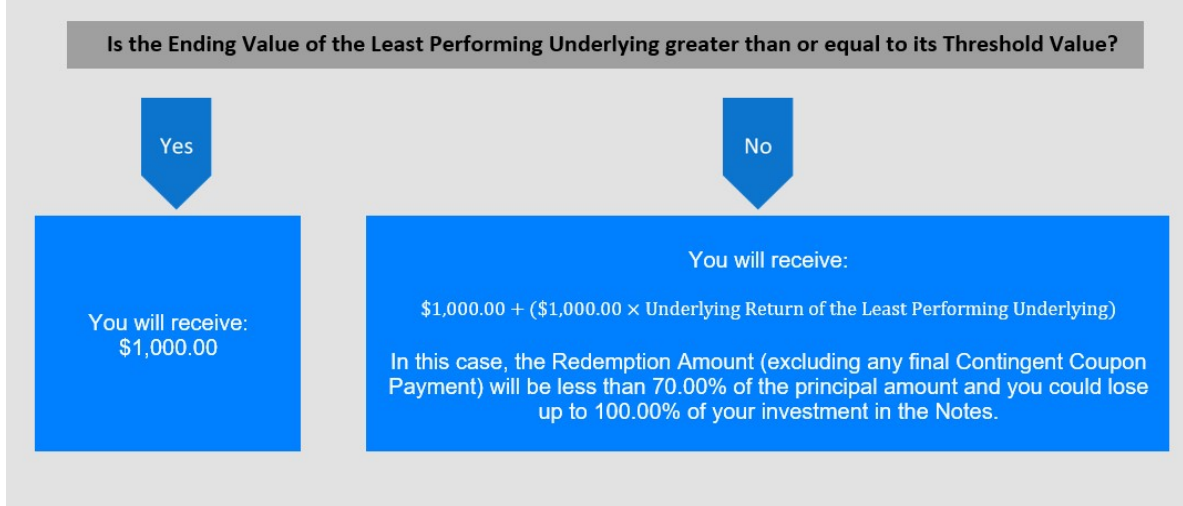 Is the Ending Value of the Least Performing Underlying greater than or equal to its Threshold Value?
Yes
No
You will receive:
$1,000.00
You will receive:
$1,000.00 + ($1,000.00 × Underlying Return of the Least Performing Underlying)
In this case, the Redemption Amount (excluding any final Contingent Coupon
Payment) will be less than 70.00% of the principal amount and you could lose
up to 100.00% of your investment in the Notes.